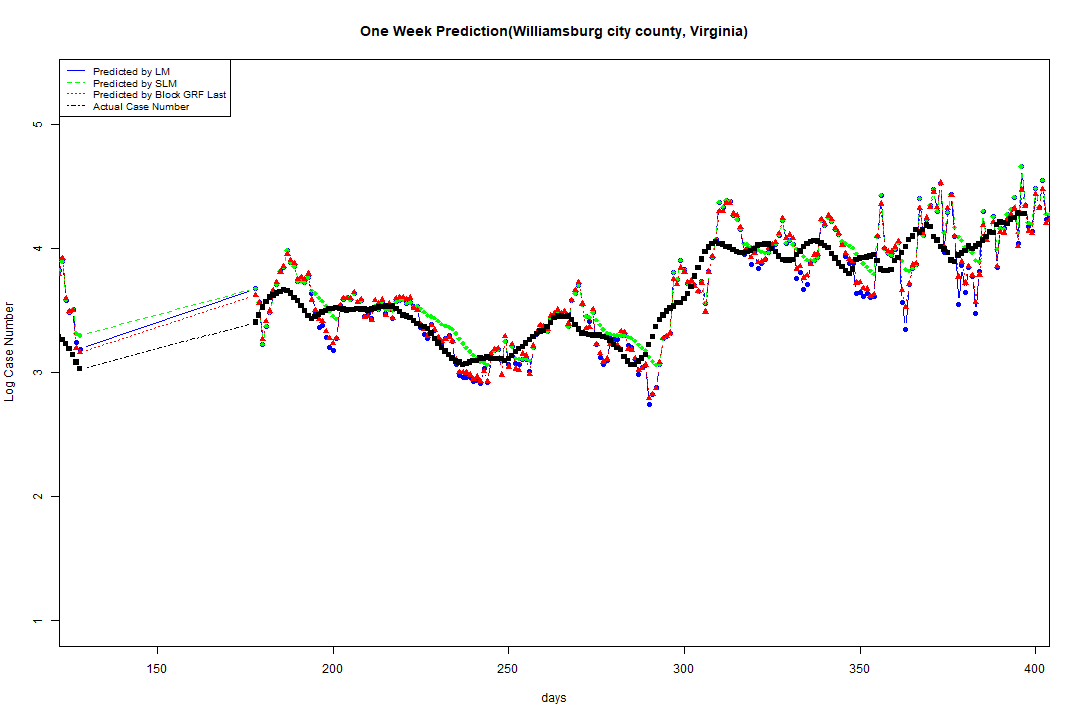 One Week Prediction(Williamsburg city county, Virginia)
Predicted by LM
Predicted by SLM
Predicted by Block GRF Last
Actual Case Number
5
4
3
2
1
Log Case Number
150
200
250
300
350
400
days